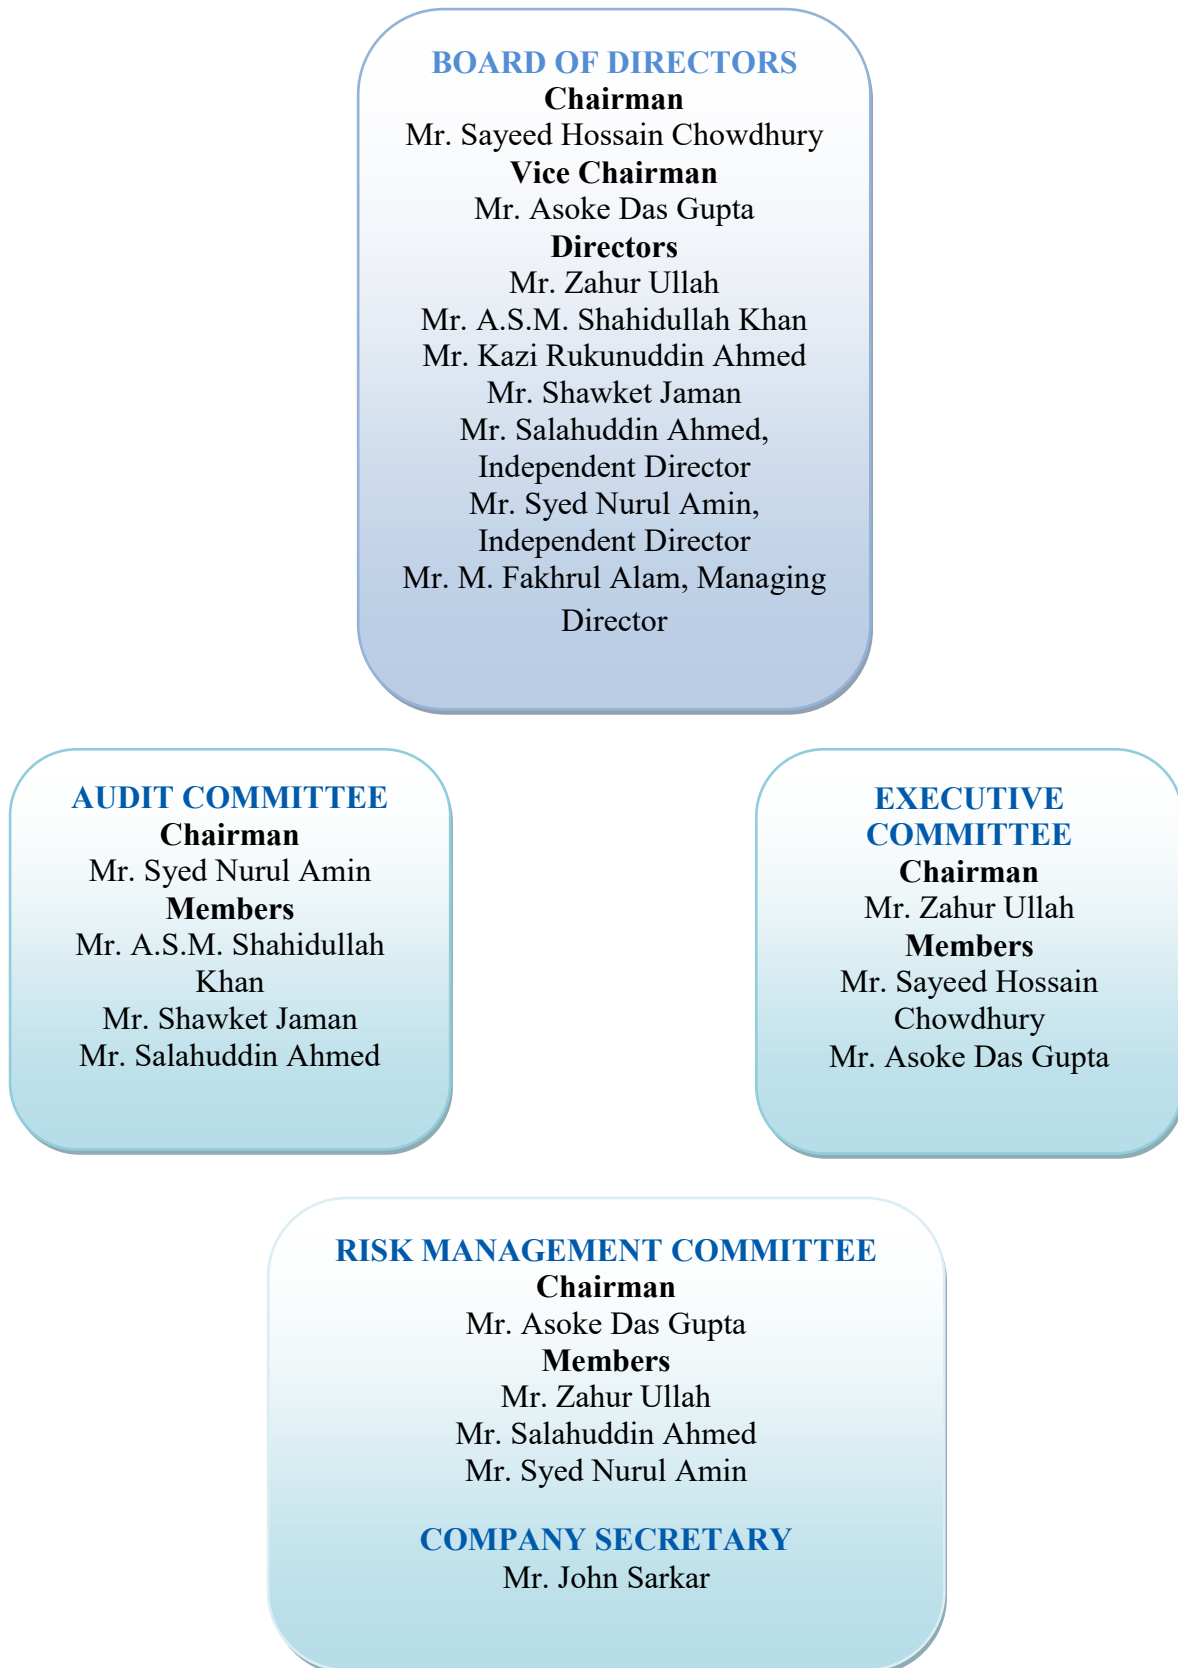 BOARD OF DIRECTORS
Chairman
Mr. Sayeed Hossain Chowdhury
Vice Chairman
Mr. Asoke Das Gupta
Directors
Mr. Zahur Ullah
Mr. A.S.M. Shahidullah Khan
Mr. Kazi Rukunuddin Ahmed
Mr. Shawket Jaman
Mr. Salahuddin Ahmed,
Independent Director
Mr. Syed Nurul Amin,
Independent Director
Mr. M. Fakhrul Alam, Managing
Director
AUDIT COMMITTEE
Chairman
Mr. Syed Nurul Amin
Members
Mr. A.S.M. Shahidullah
Khan
Mr. Shawket Jaman
Mr. Salahuddin Ahmed
EXECUTIVE
COMMITTEE
Chairman
Mr. Zahur Ullah
Members
Mr. Sayeed Hossain
Chowdhury
Mr. Asoke Das Gupta
RISK MANAGEMENT COMMITTEE
Chairman
Mr. Asoke Das Gupta
Members
Mr. Zahur Ullah
Mr. Salahuddin Ahmed
Mr. Syed Nurul Amin
COMPANY SECRETARY
Mr. John Sarkar